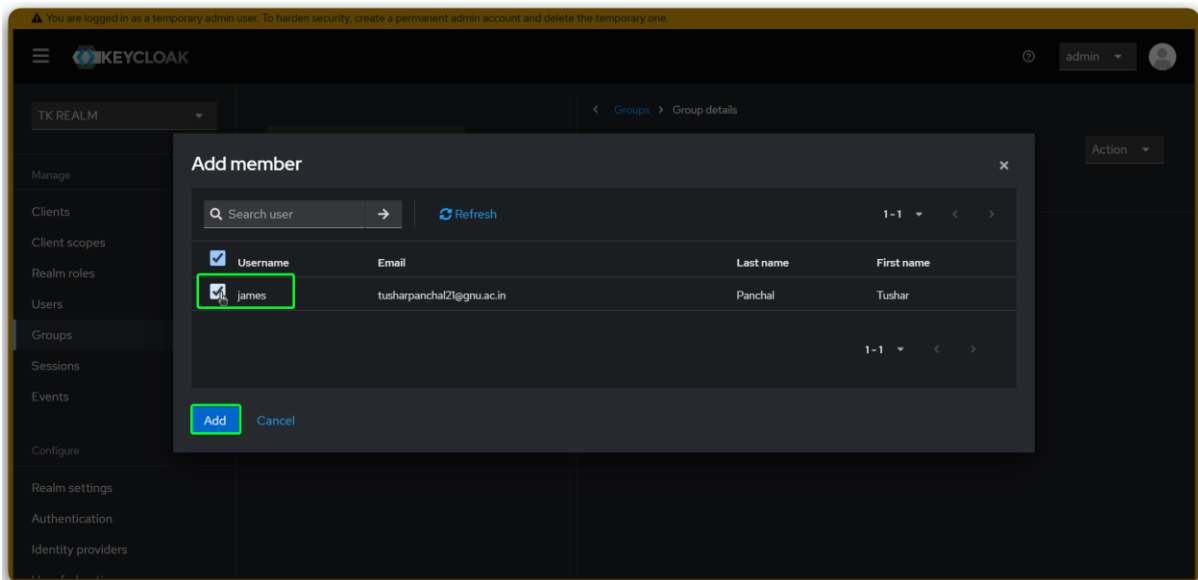 You are logged in as a temporary admin user. To harden security, create a permanent admin account and delete the temporary one.
KEYCLOAK
admin
TK REALM
Groups > Group details
Action
Manage
Clients
Client scopes
Realm roles
Users
Groups
Sessions
Events
Configure
Realm settings
Authentication
Identity providers
Add member
Search user
Refresh
1-1
Username Email Last name First name
james tusharpanchal21@gnu.ac.in Panchal Tushar
1-1
Add Cancel